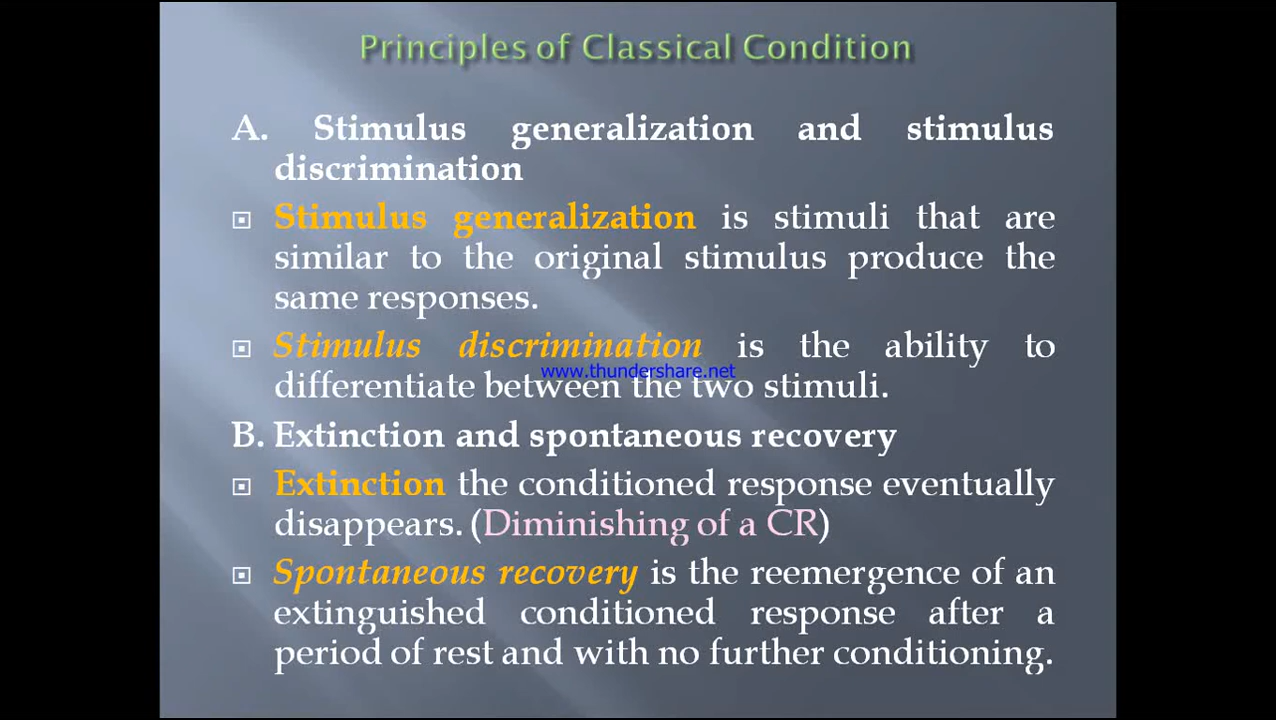 Principles of Classical Condition
A. Stimulus generalization and stimulus
discrimination
Stimulus generalization is stimuli that are
similar to the original stimulus produce the
same responses.
Stimulus discrimination is the ability to
www.thundershare.net
differentiate between the two stimuli.
B. Extinction and spontaneous recovery
Extinction the conditioned response eventually
disappears. (Diminishing of a CR)
Spontaneous recovery is the reemergence of an
extinguished conditioned response after a
period of rest and with no further conditioning.